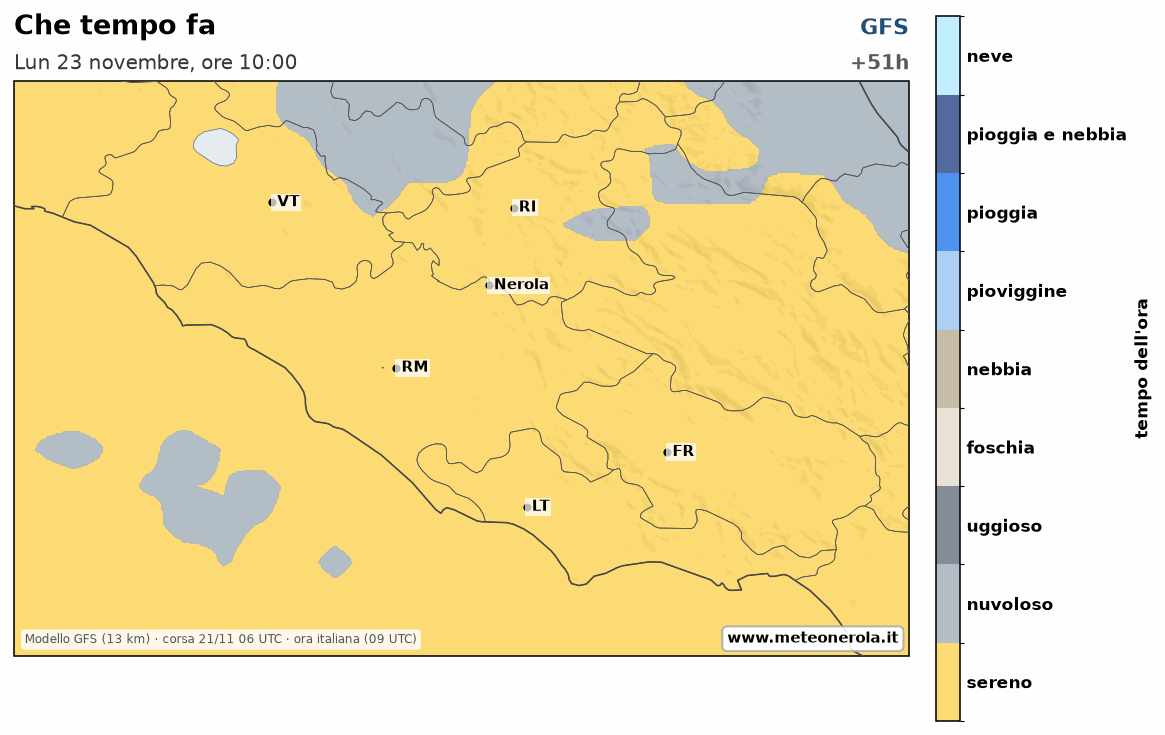 Che tempo fa
GFS
Lun 23 novembre, ore 10:00
+51h
VT
RI
Nerola
RM
FR
LT
Modello GFS (13 km) · corsa 21/11 06 UTC · ora italiana (09 UTC)
www.meteonerola.it
neve
pioggia e nebbia
pioggia
pioviggine
nebbia
foschia
uggioso
nuvoloso
sereno
tempo dell'ora